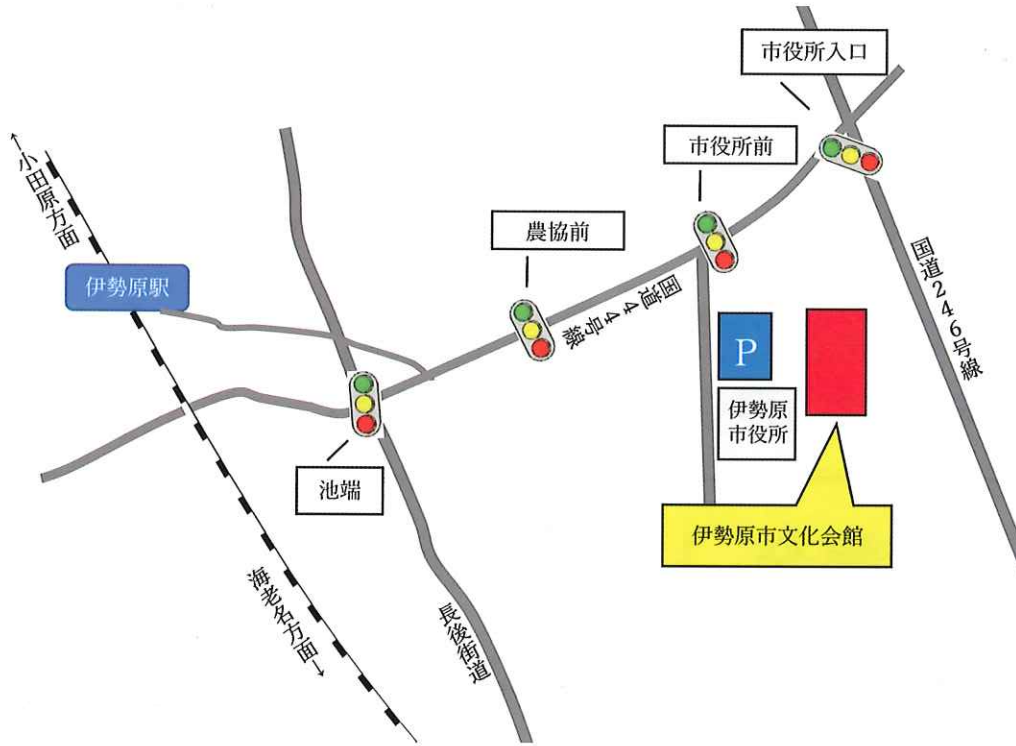 市役所入口
市役所前
←小田原方面
農協前
伊勢原駅
国道44号線
国道246号線
P
伊勢原
市役所
池端
伊勢原市文化会館
海老名方面→
長後街道